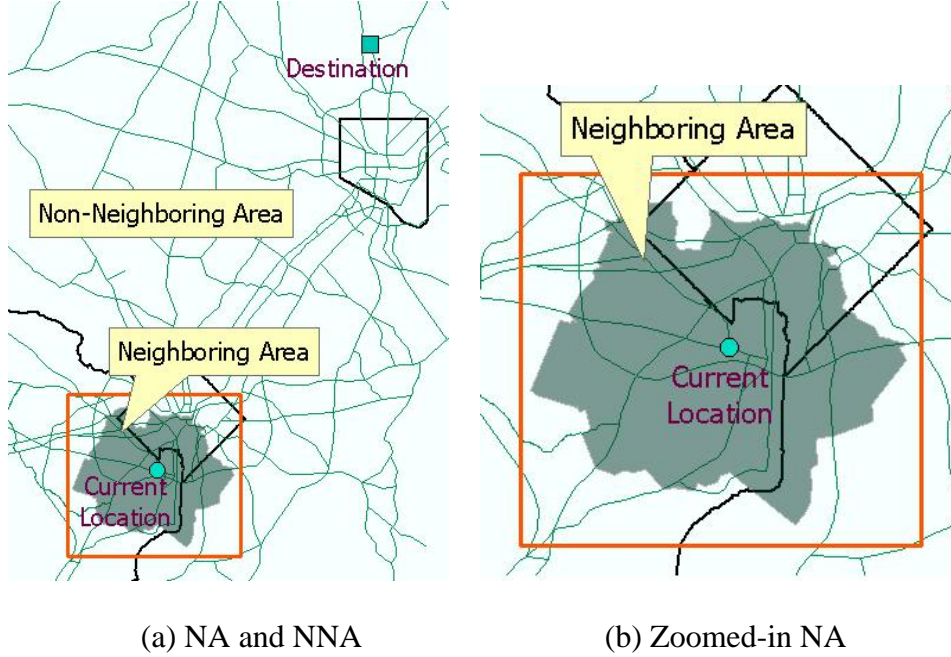 Destination
Non-Neighboring Area
Neighboring Area
Current
Location
Neighboring Area
Current
Location
(a) NA and NNA
(b) Zoomed-in NA